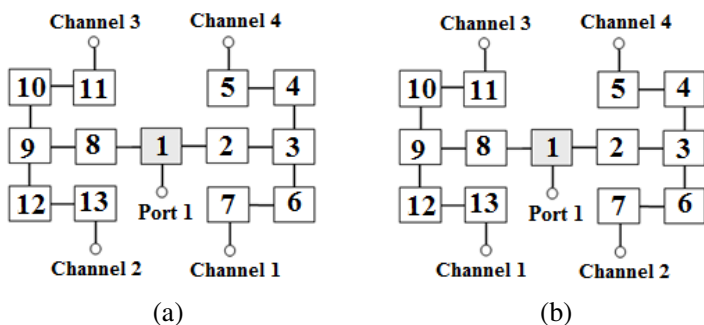 Channel 3 Channel 4
10 11 5 4
9 8 1 2 3
12 13 Port 1 7 6
Channel 2 Channel 1
(a)
Channel 3 Channel 4
10 11 5 4
9 8 1 2 3
12 13 Port 1 7 6
Channel 1 Channel 2
(b)